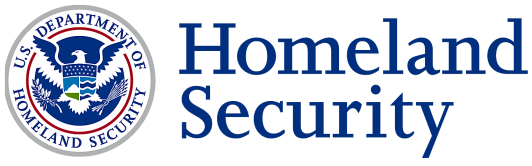 U.S. DEPARTMENT OF
HOMELAND SECURITY
Homeland
Security